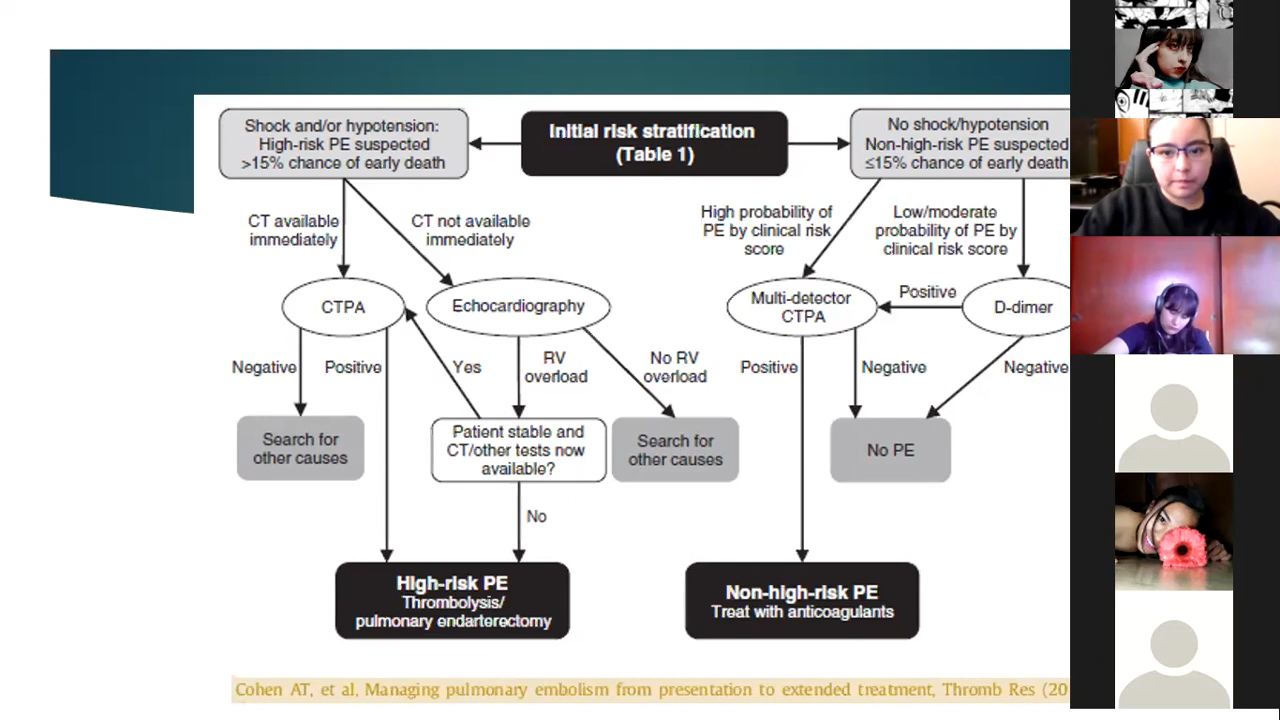 Initial risk stratification
(Table 1)
Shock and/or hypotension:
High-risk PE suspected
>15% chance of early death
No shock/hypotension
Non-high-risk PE suspected
≤15% chance of early death
CT available
immediately
CT not available
immediately
High probability of
PE by clinical risk
score
Low/moderate
probability of PE by
clinical risk score
CTPA
Echocardiography
Multi-detector
CTPA
Positive
D-dimer
Negative
Positive
Yes
RV
overload
No RV
overload
Positive
Negative
Negative
Search for
other causes
Patient stable and
CT/other tests now
available?
Search for
other causes
No PE
No
High-risk PE
Thrombolysis/
pulmonary endarterectomy
Non-high-risk PE
Treat with anticoagulants
Cohen AT, et al. Managing pulmonary embolism from presentation to extended treatment, Thromb Res (20